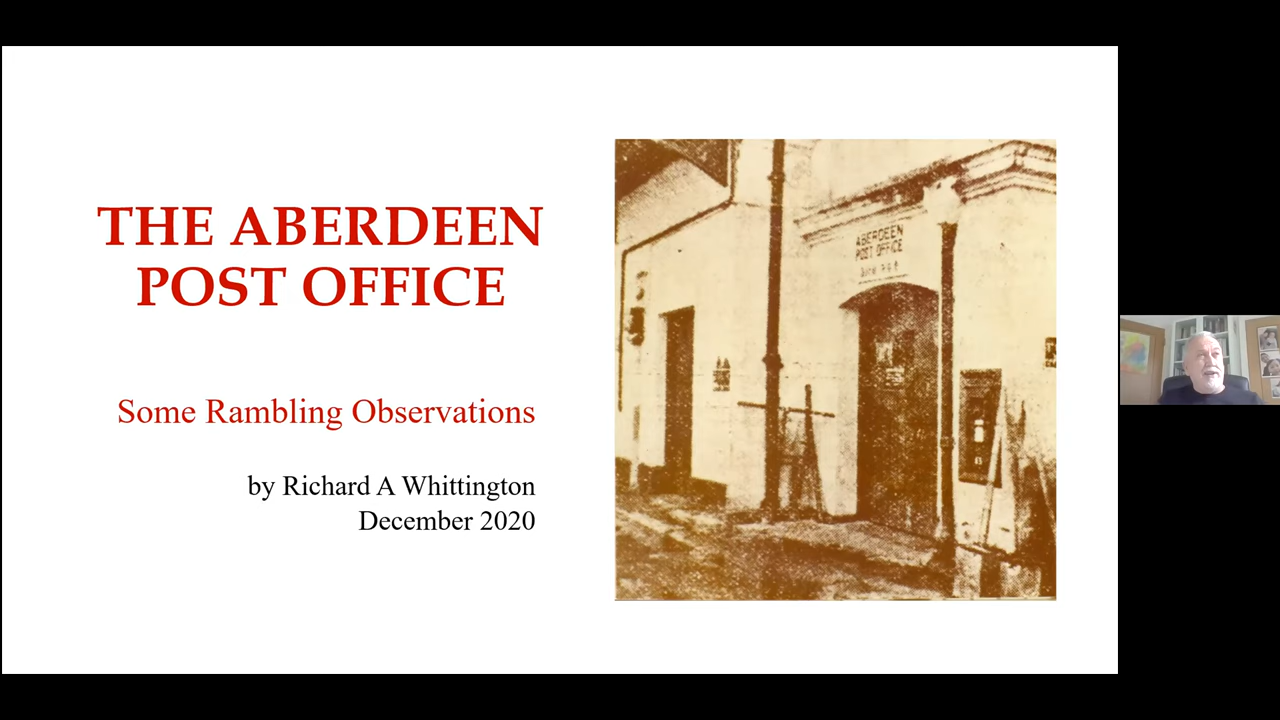 THE ABERDEEN
POST OFFICE
Some Rambling Observations
by Richard A Whittington
December 2020
ABERDEEN
POST OFFICE